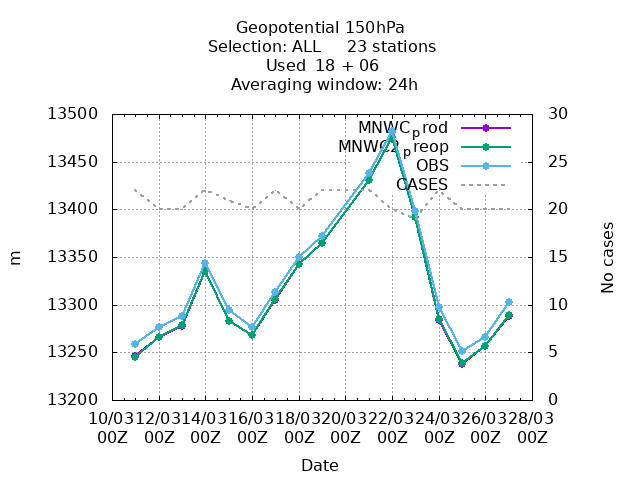 Geopotential 150hPa
Selection: ALL 23 stations
Used 18 + 06
Averaging window: 24h
13500
13450
13400
13350
13300
13250
13200
m
30
25
20
15
10
5
0
No cases
MNWCprod
MNWC2preop
OBS
CASES
10/03 12/03 14/03 16/03 18/03 20/03 22/03 24/03 26/03 28/03
00Z 00Z 00Z 00Z 00Z 00Z 00Z 00Z 00Z 00Z
Date